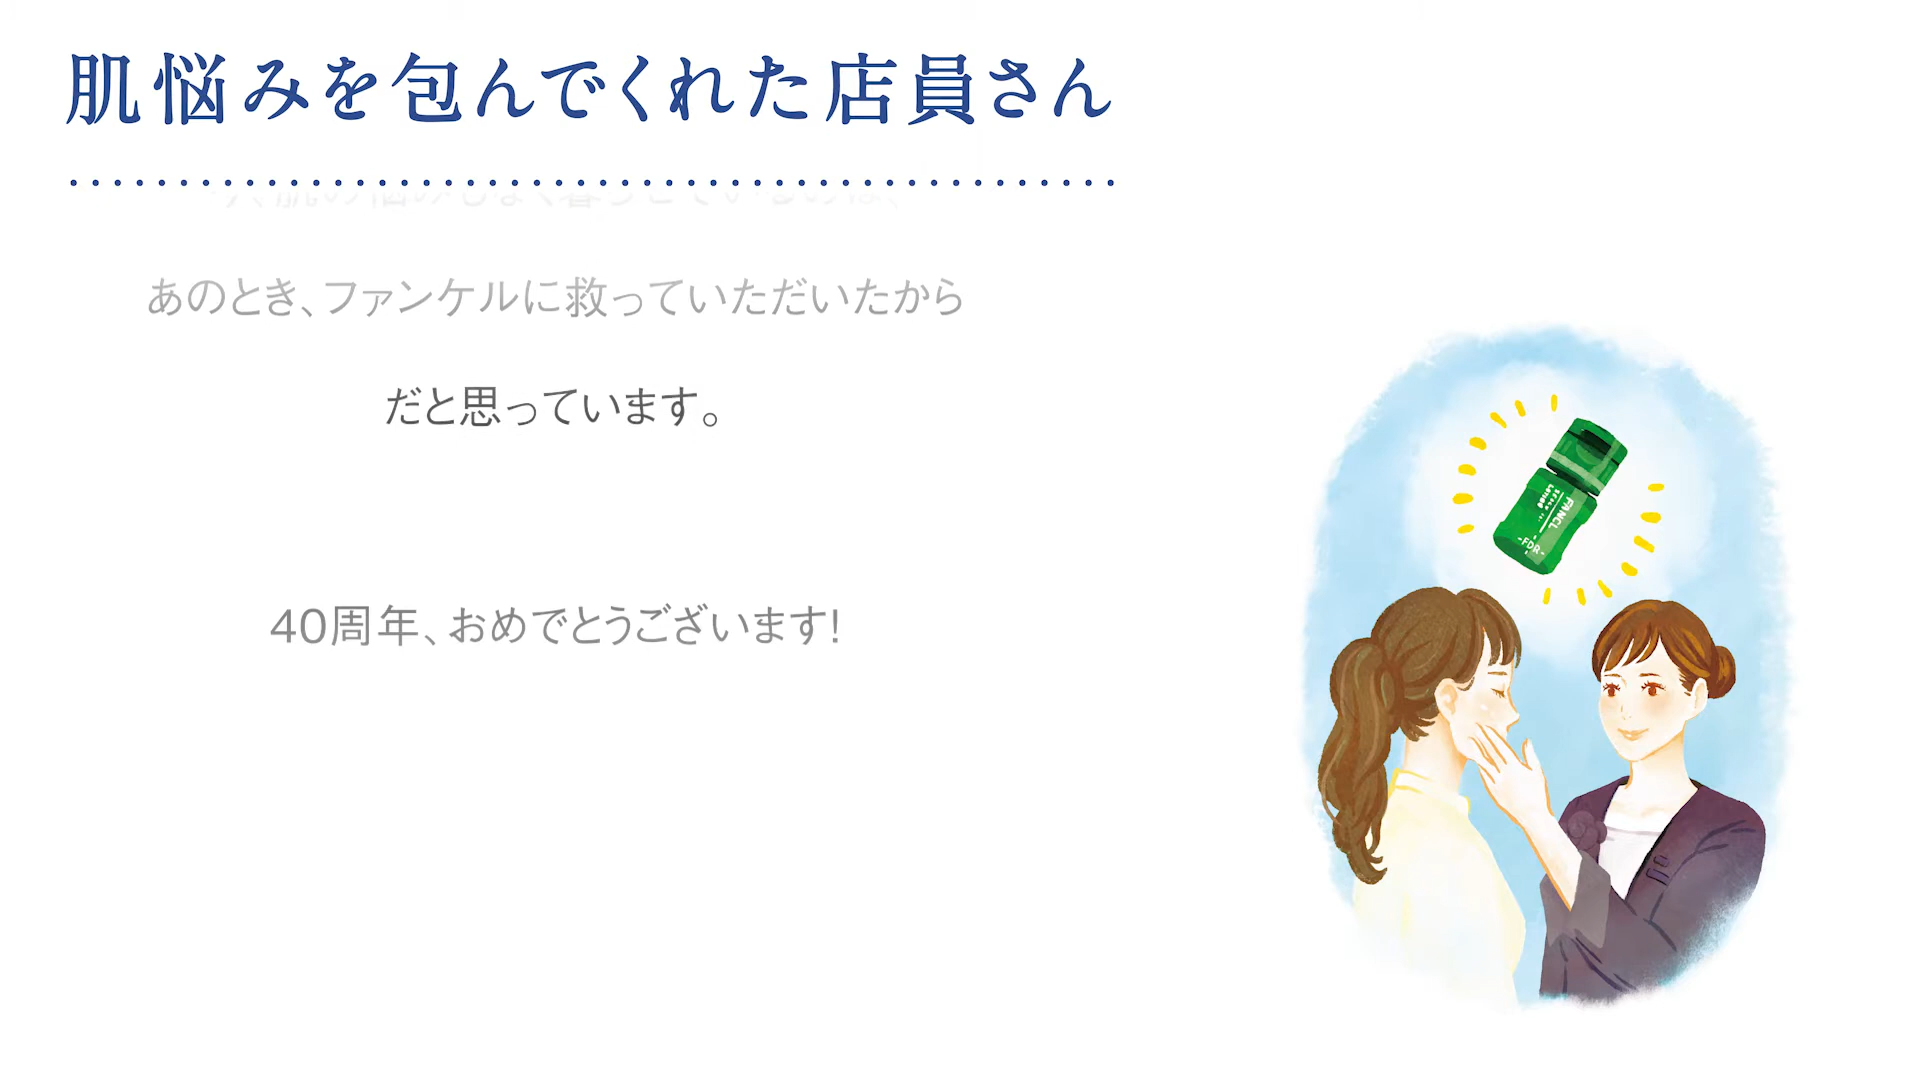 肌悩みを包んでくれた店員さん
あのとき、ファンケルに救っていただいたから
だと思っています。
40周年、おめでとうございます!
FANCL
-FDR-